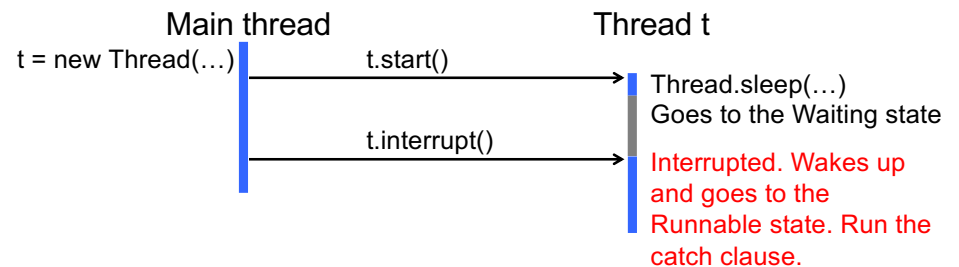 Main thread
Thread t
t = new Thread(…)
t.start()
Thread.sleep(…)
Goes to the Waiting state
t.interrupt()
Interrupted. Wakes up
and goes to the
Runnable state. Run the
catch clause.